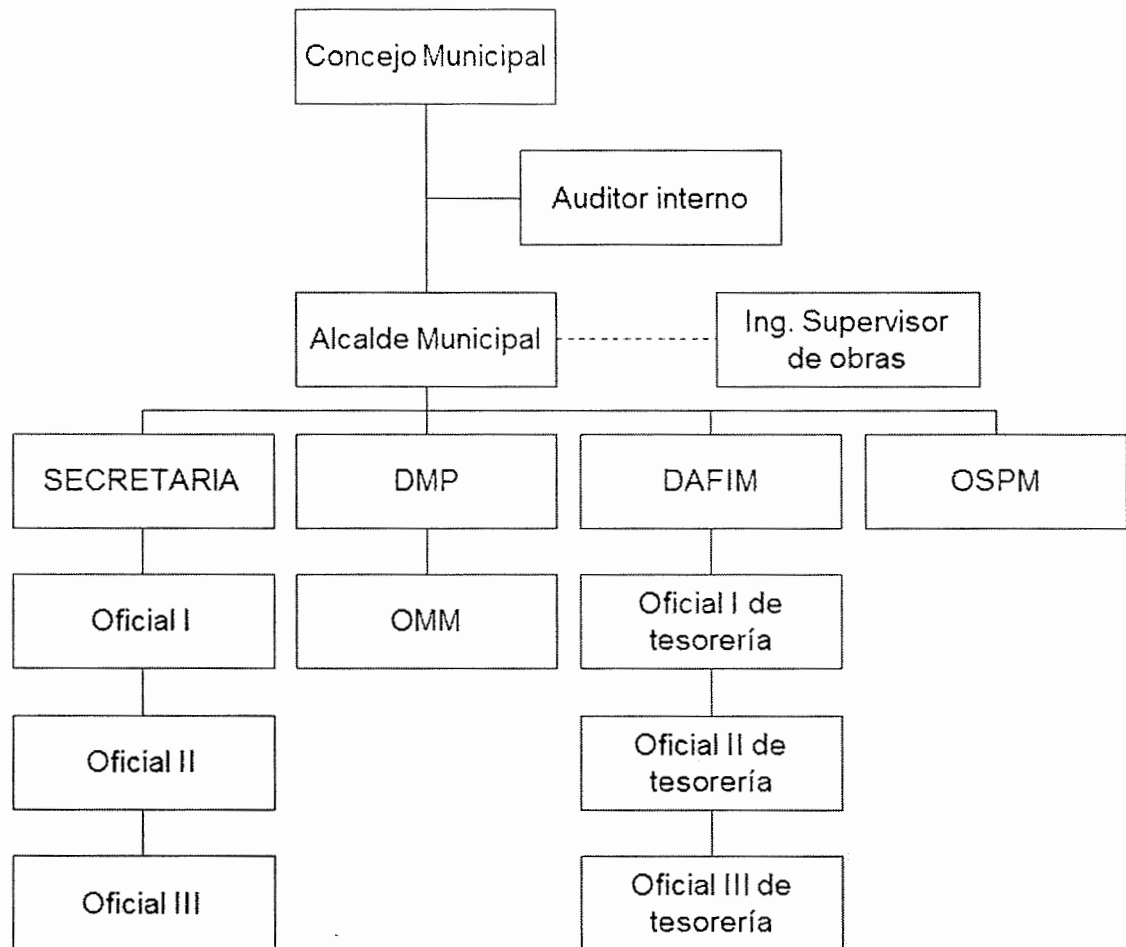 Concejo Municipal
Auditor interno
Alcalde Municipal
Ing. Supervisor
de obras
SECRETARIA
DMP
DAFIM
OSPM
Oficial I
OMM
Oficial I de
tesorería
Oficial II
Oficial II de
tesorería
Oficial III
Oficial III de
tesorería